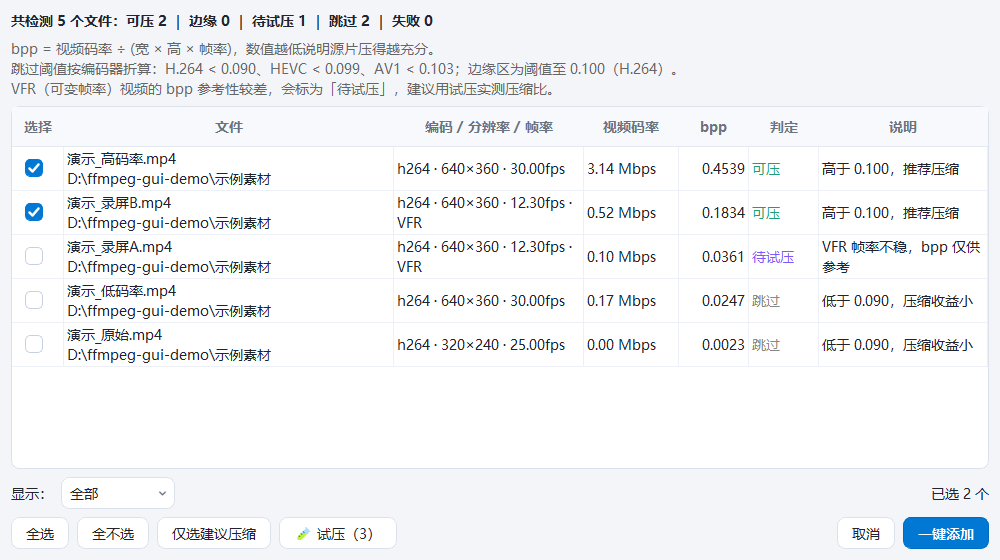 共检测 5 个文件：可压 2 | 边缘 0 | 待试压 1 | 跳过 2 | 失败 0
bpp = 视频码率 ÷ (宽 × 高 × 帧率)，数值越低说明源片压得越充分。
跳过阈值按编码器折算：H.264 < 0.090、HEVC < 0.099、AV1 < 0.103；边缘区为阈值至 0.100（H.264）。
VFR（可变帧率）视频的 bpp 参考性较差，会标为「待试压」，建议用试压实测压缩比。
选择 文件 编码 / 分辨率 / 帧率 视频码率 bpp 判定 说明
演示_高码率.mp4
D:\ffmpeg-gui-demo\示例素材
h264 · 640×360 · 30.00fps 3.14 Mbps 0.4539 可压 高于 0.100，推荐压缩
演示_录屏B.mp4
D:\ffmpeg-gui-demo\示例素材
h264 · 640×360 · 12.30fps ·
VFR
0.52 Mbps 0.1834 可压 高于 0.100，推荐压缩
演示_录屏A.mp4
D:\ffmpeg-gui-demo\示例素材
h264 · 640×360 · 12.30fps ·
VFR
0.10 Mbps 0.0361 待试压
VFR 帧率不稳，bpp 仅供
参考
演示_低码率.mp4
D:\ffmpeg-gui-demo\示例素材
h264 · 640×360 · 30.00fps 0.17 Mbps 0.0247 跳过 低于 0.090，压缩收益小
演示_原始.mp4
D:\ffmpeg-gui-demo\示例素材
h264 · 320×240 · 25.00fps 0.00 Mbps 0.0023 跳过 低于 0.090，压缩收益小
显示： 全部 已选 2 个
全选 全不选 仅选建议压缩 试压（3） 取消 一键添加